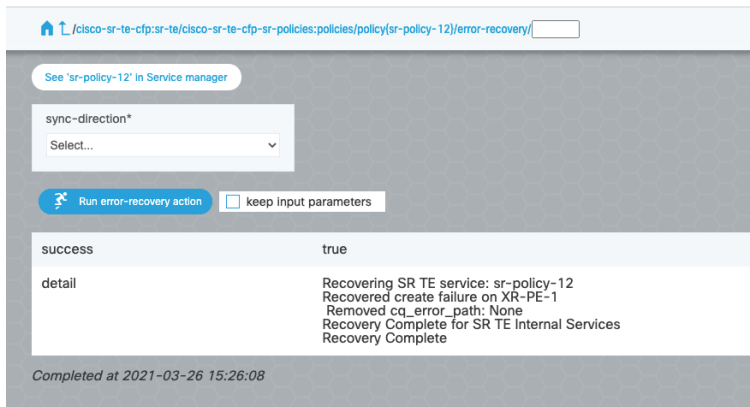 /cisco-sr-te-cfp:sr-te/cisco-sr-te-cfp-sr-policies:policies/policy{sr-policy-12}/error-recovery/
See 'sr-policy-12' in Service manager
sync-direction*
Select...
Run error-recovery action
keep input parameters
success
true
detail
Recovering SR TE service: sr-policy-12
Recovered create failure on XR-PE-1
Removed cq_error_path: None
Recovery Complete for SR TE Internal Services
Recovery Complete
Completed at 2021-03-26 15:26:08